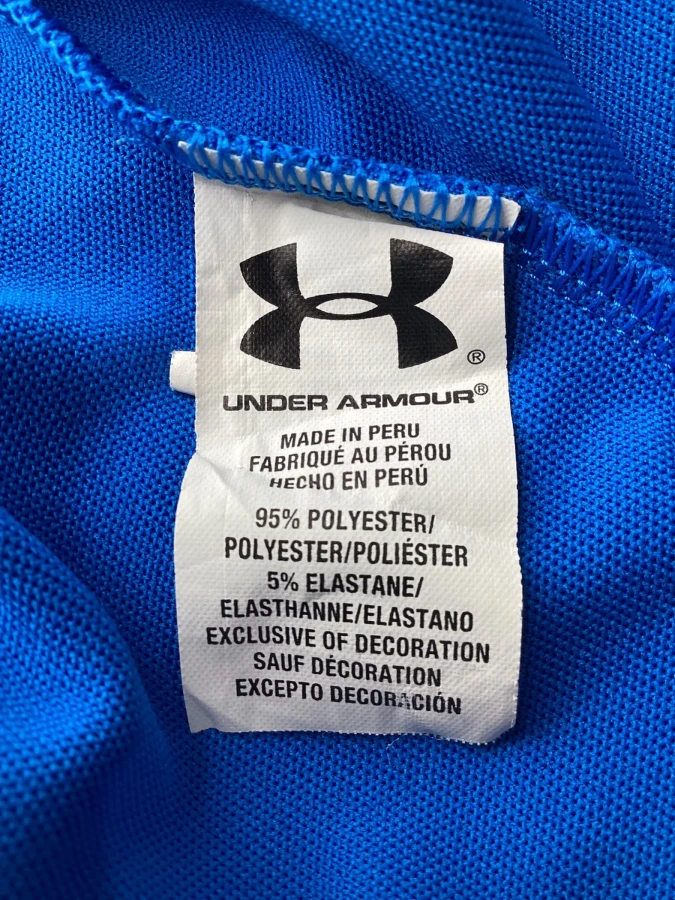 ®
UNDER ARMOUR®
MADE IN PERU
FABRIQUÉ AU PÉROU
HECHO EN PERÚ
95% POLYESTER/
POLYESTER/POLIÉSTER
5% ELASTANE/
ELASTHANNE/ELASTANO
EXCLUSIVE OF DECORATION
SAUF DÉCORATION
EXCEPTO DECORACIÓN